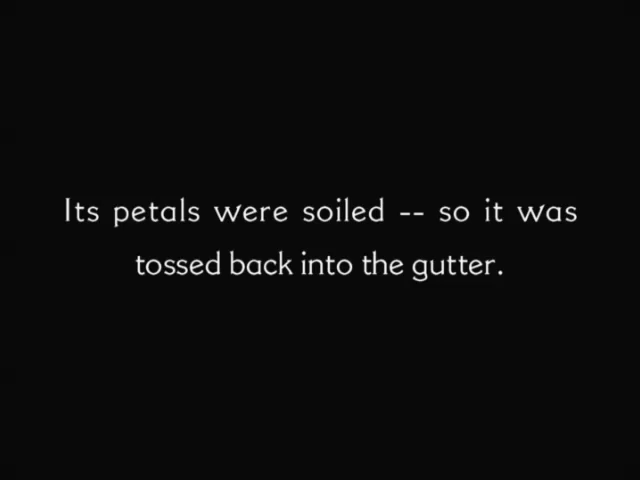 Its petals were soiled -- so it was
tossed back into the gutter.